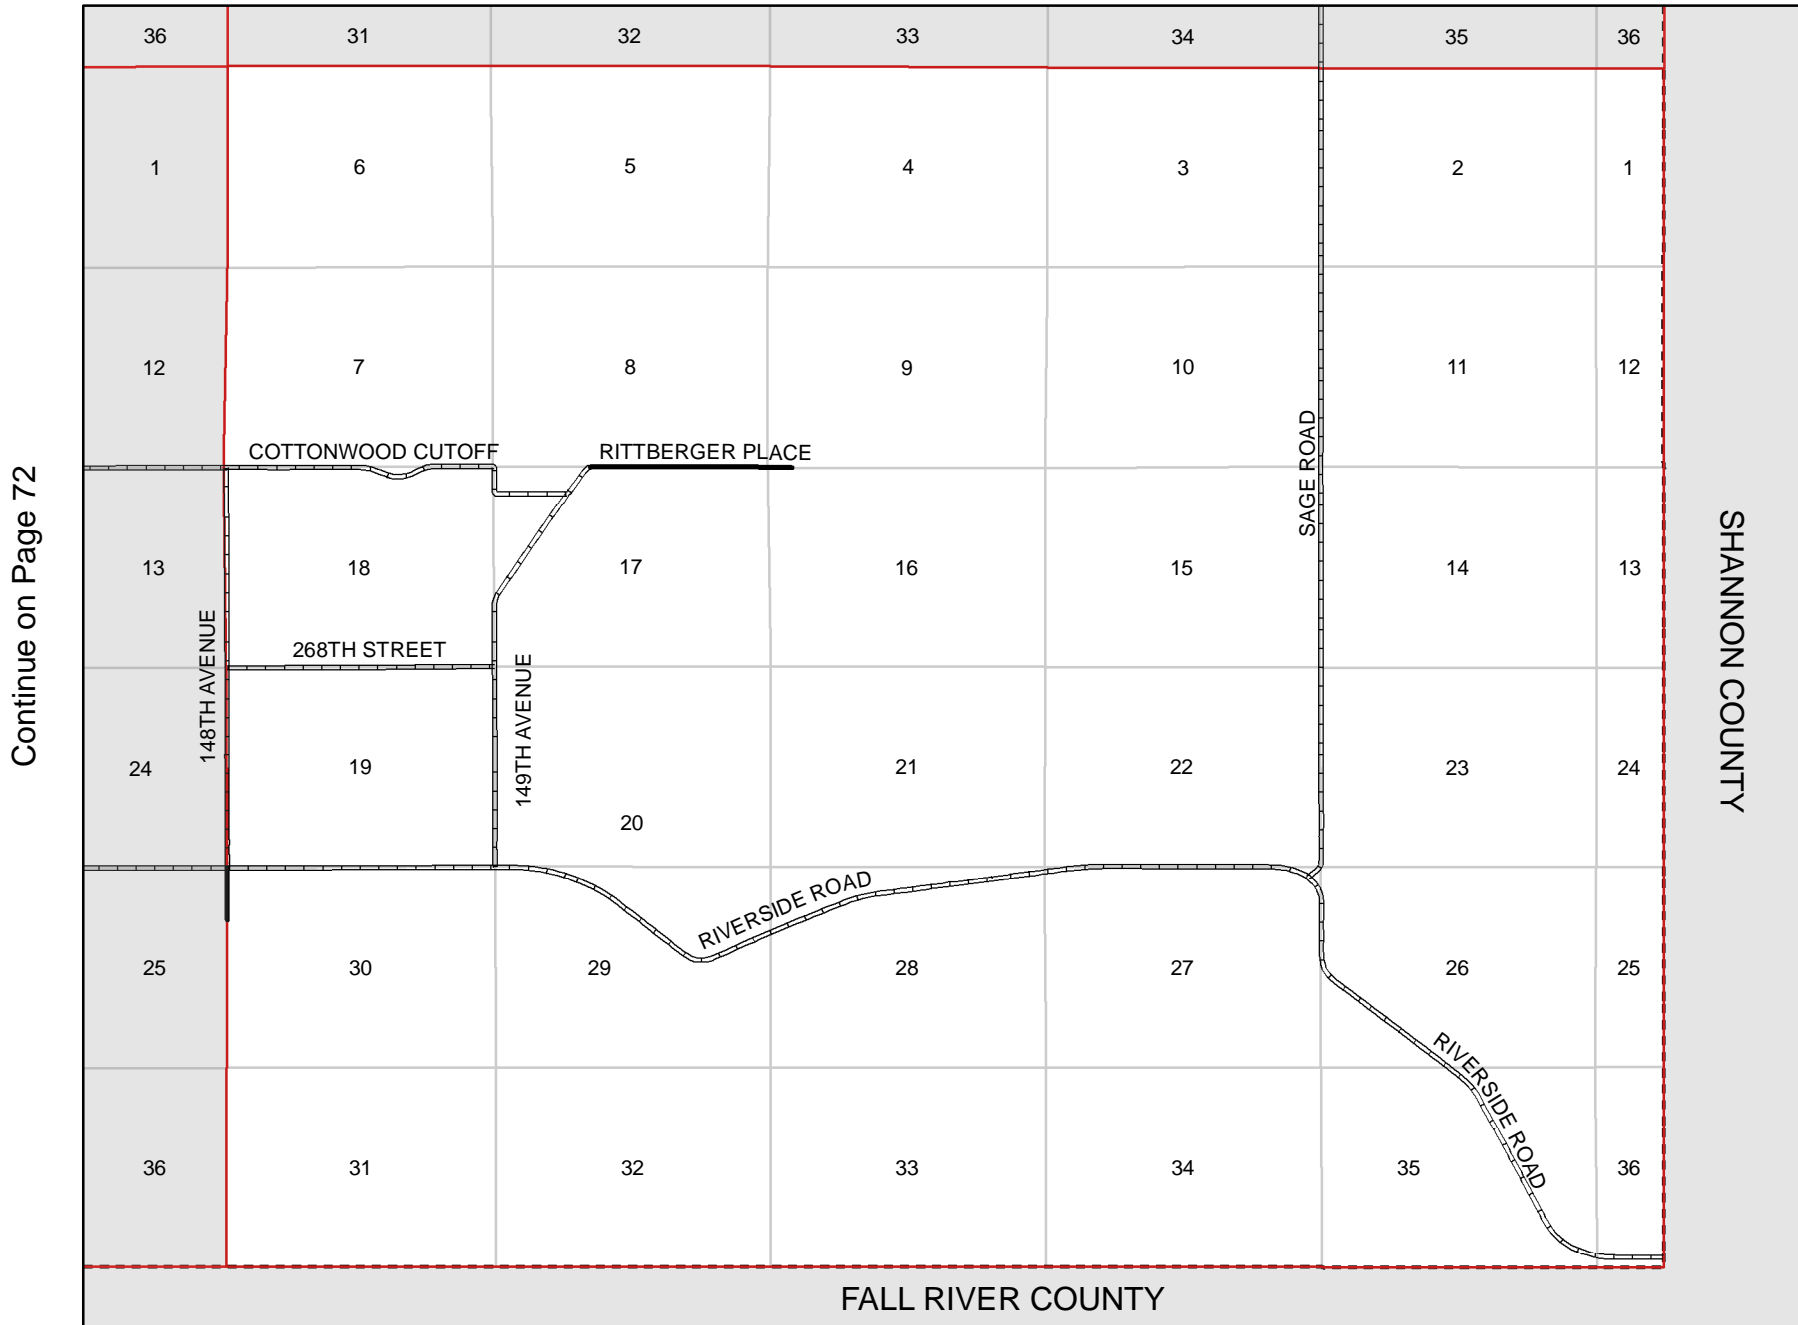 36 31 32 33 34 35 36
1 6 5 4 3 2 1
12 7 8 9 10 11 12
COTTONWOOD CUTOFF RITTBERGER PLACE
SAGE ROAD
Continue on Page 72
13 18 17 16 15 14 13
SHANNON COUNTY
148TH AVENUE
268TH STREET
149TH AVENUE
24 19 20 21 22 23 24
RIVERSIDE ROAD
25 30 29 28 27 26 25
RIVERSIDE ROAD
36 31 32 33 34 35 36
FALL RIVER COUNTY